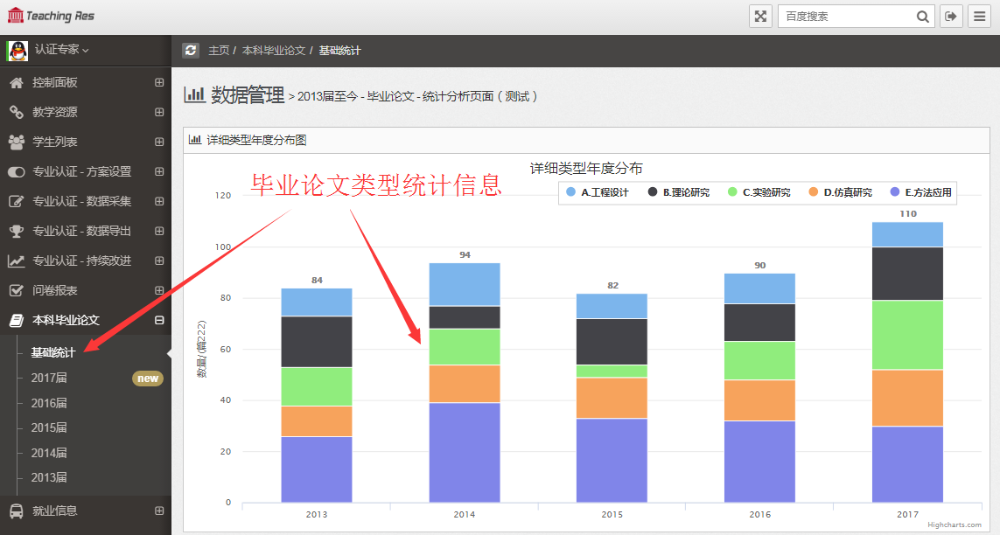 Teaching Res
百度搜索
认证专家
主页 / 本科毕业论文 / 基础统计
控制面板
教学资源
学生列表
专业认证 - 方案设置
专业认证 - 数据采集
专业认证 - 数据导出
专业认证 - 持续改进
问卷报表
本科毕业论文
基础统计
2017届 new
2016届
2015届
2014届
2013届
就业信息
数据管理 > 2013届至今 - 毕业论文 - 统计分析页面（测试）
详细类型年度分布图
详细类型年度分布
毕业论文类型统计信息
A.工程设计 B.理论研究 C.实验研究 D.仿真研究 E.方法应用
数量/(篇222)
120
100
80
60
40
20
0
84
94
82
90
110
2013 2014 2015 2016 2017
Highcharts.com